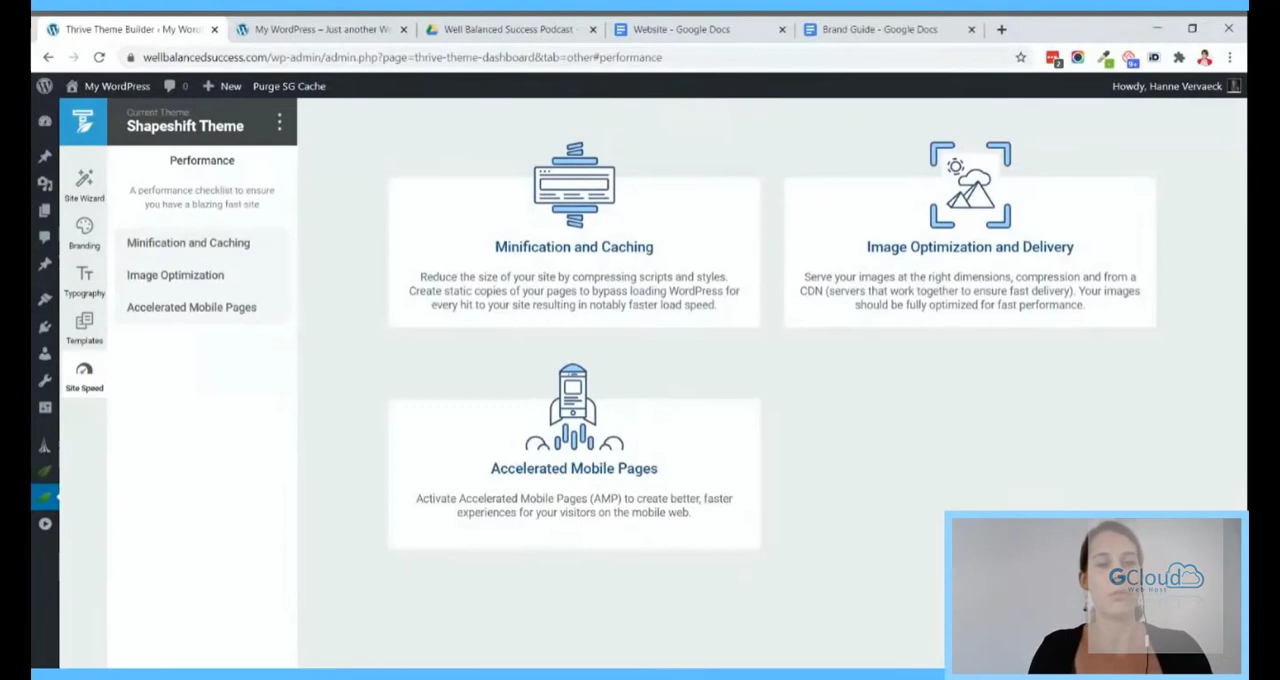 Thrive Theme Builder ‹ My Wor
My WordPress – Just another W
Well Balanced Success Podcast -
Website - Google Docs
Brand Guide - Google Docs
wellbalancedsuccess.com/wp-admin/admin.php?page=thrive-theme-dashboard&tab=other#performance
My WordPress
0
New
Purge SG Cache
Howdy, Hanne Vervaeck
Current Theme:
Shapeshift Theme
Site Wizard
Branding
Typography
Templates
Site Speed
Performance
A performance checklist to ensure
you have a blazing fast site
Minification and Caching
Image Optimization
Accelerated Mobile Pages
Minification and Caching
Reduce the size of your site by compressing scripts and styles.
Create static copies of your pages to bypass loading WordPress for
every hit to your site resulting in notably faster load speed.
Image Optimization and Delivery
Serve your images at the right dimensions, compression and from a
CDN (servers that work together to ensure fast delivery). Your images
should be fully optimized for fast performance.
Accelerated Mobile Pages
Activate Accelerated Mobile Pages (AMP) to create better, faster
experiences for your visitors on the mobile web.
GCloud
Web Host